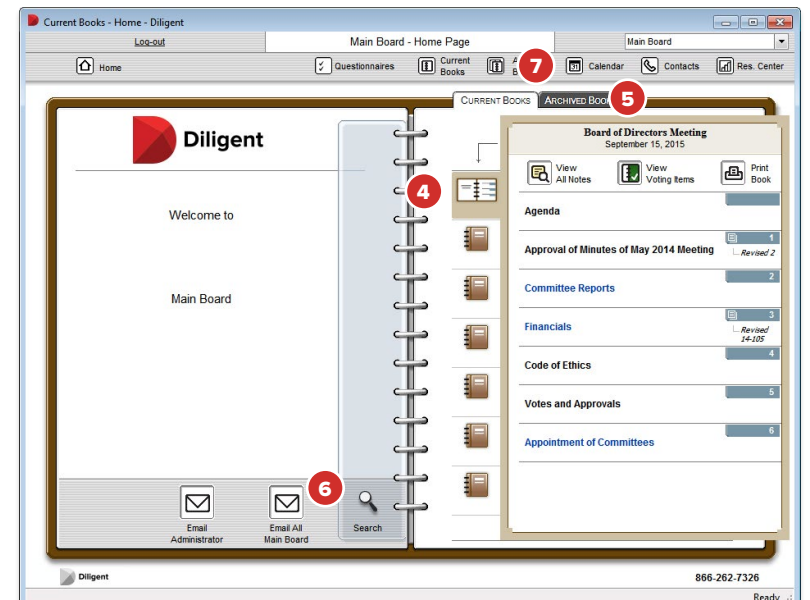 Current Books - Home - Diligent
Log-out
Main Board - Home Page
Main Board
Home
Questionnaires
Current
Books
A
B
7
Calendar
Contacts
Res. Center
CURRENT BOOKS
ARCHIVED BOO
5
Diligent
Welcome to
Main Board
4
Board of Directors Meeting
September 15, 2015
View
All Notes
View
Voting Items
Print
Book
Agenda
Approval of Minutes of May 2014 Meeting
1
Revised 2
Committee Reports
2
Financials
3
Revised
14-105
Code of Ethics
4
Votes and Approvals
5
Appointment of Committees
6
6
Email
Administrator
Email All
Main Board
Search
Diligent
866-262-7326
Ready